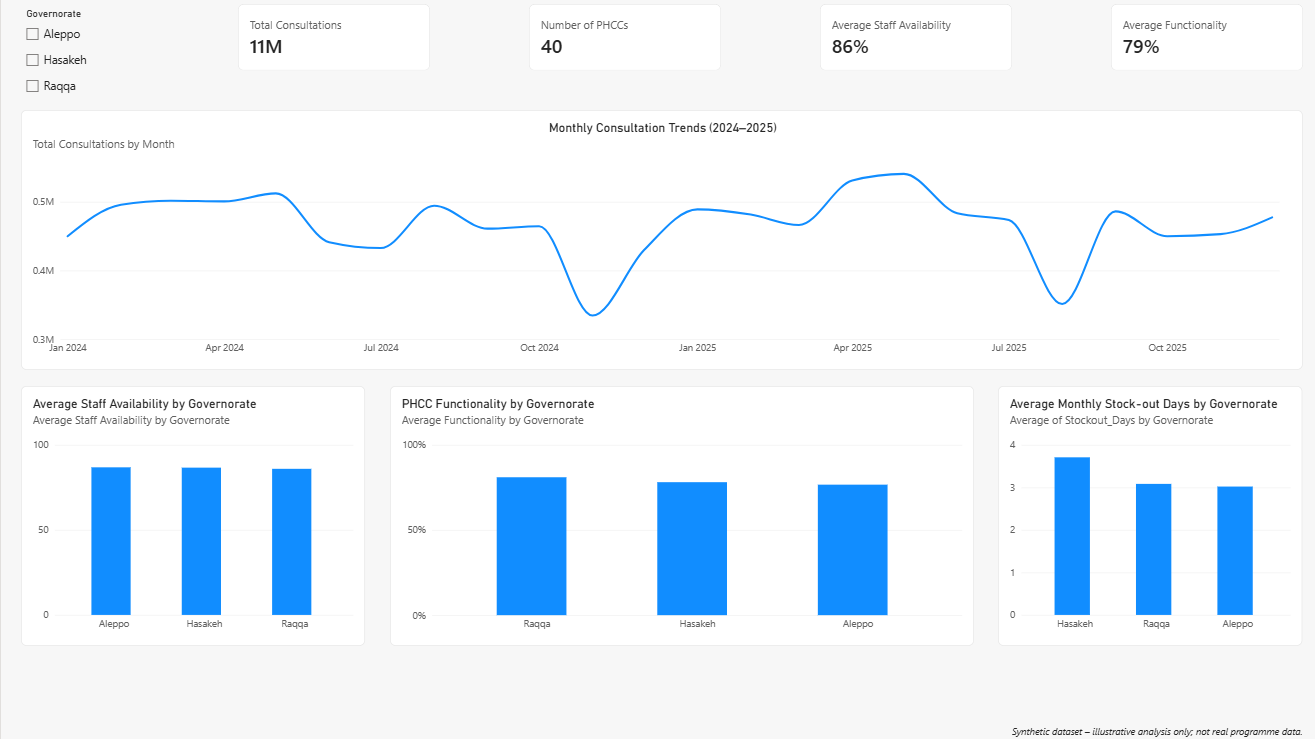 Governorate
Aleppo
Hasakeh
Raqqa
Total Consultations
11M
Number of PHCCs
40
Average Staff Availability
86%
Average Functionality
79%
Monthly Consultation Trends (2024–2025)
Total Consultations by Month
0.5M
0.4M
0.3M
Jan 2024 Apr 2024 Jul 2024 Oct 2024 Jan 2025 Apr 2025 Jul 2025 Oct 2025
Average Staff Availability by Governorate
Average Staff Availability by Governorate
100
50
0
Aleppo Hasakeh Raqqa
PHCC Functionality by Governorate
Average Functionality by Governorate
100%
50%
0%
Raqqa Hasakeh Aleppo
Average Monthly Stock-out Days by Governorate
Average of Stockout_Days by Governorate
4
3
2
1
0
Hasakeh Raqqa Aleppo
Synthetic dataset – illustrative analysis only; not real programme data.